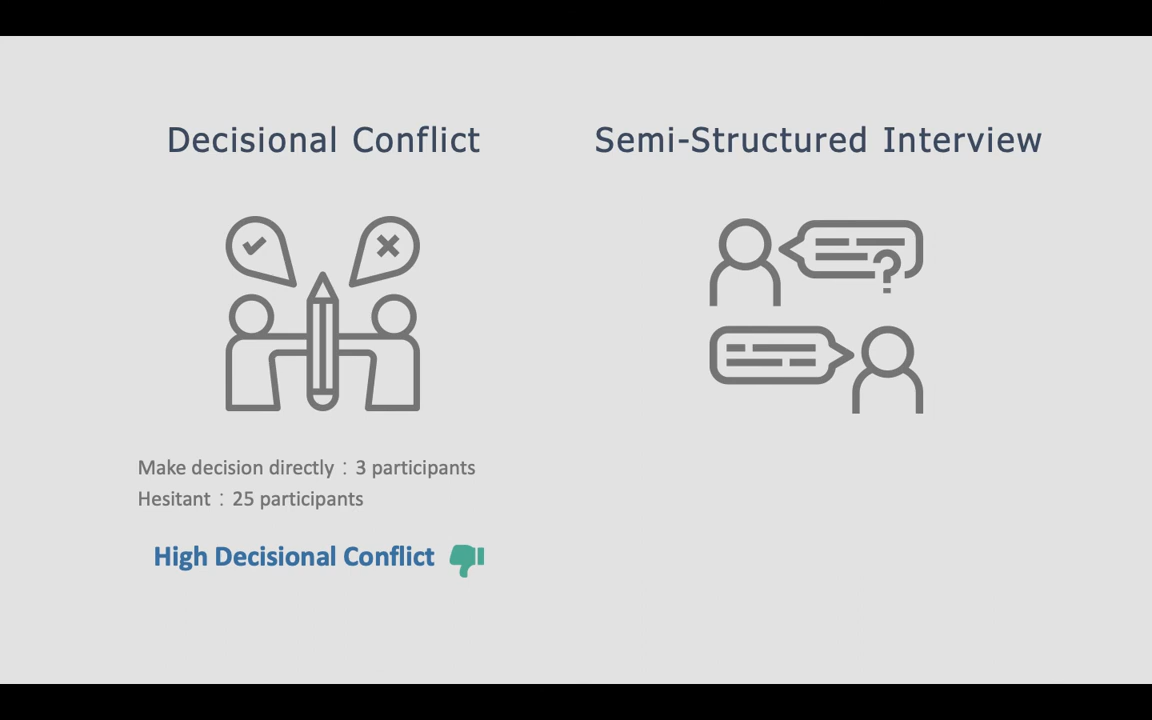 Decisional Conflict
Semi-Structured Interview
?
Make decision directly：3 participants
Hesitant：25 participants
High Decisional Conflict